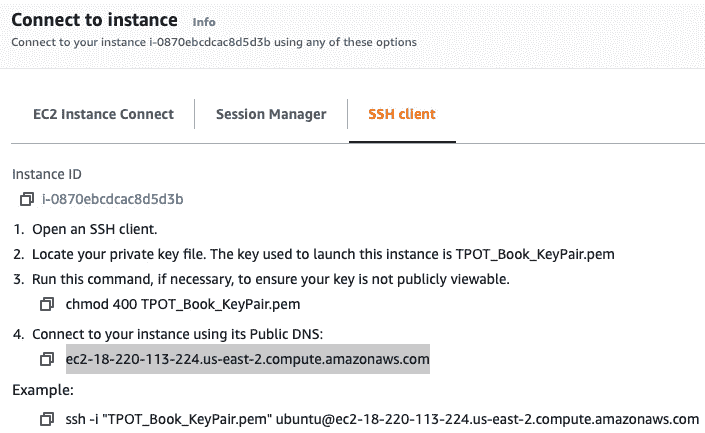 Connect to instance Info
Connect to your instance i-0870ebcdcac8d5d3b using any of these options
EC2 Instance Connect Session Manager SSH client
Instance ID
i-0870ebcdcac8d5d3b
1. Open an SSH client.
2. Locate your private key file. The key used to launch this instance is TPOT_Book_KeyPair.pem
3. Run this command, if necessary, to ensure your key is not publicly viewable.
chmod 400 TPOT_Book_KeyPair.pem
4. Connect to your instance using its Public DNS:
ec2-18-220-113-224.us-east-2.compute.amazonaws.com
Example:
ssh -i "TPOT_Book_KeyPair.pem" ubuntu@ec2-18-220-113-224.us-east-2.compute.amazonaws.com